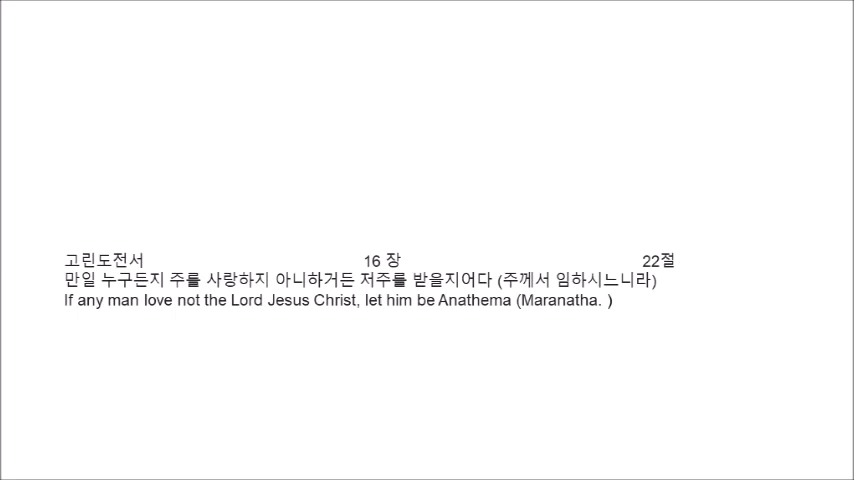 고린도전서 16 장 22절
만일 누구든지 주를 사랑하지 아니하거든 저주를 받을지어다 (주께서 임하시느니라)
If any man love not the Lord Jesus Christ, let him be Anathema (Maranatha. )